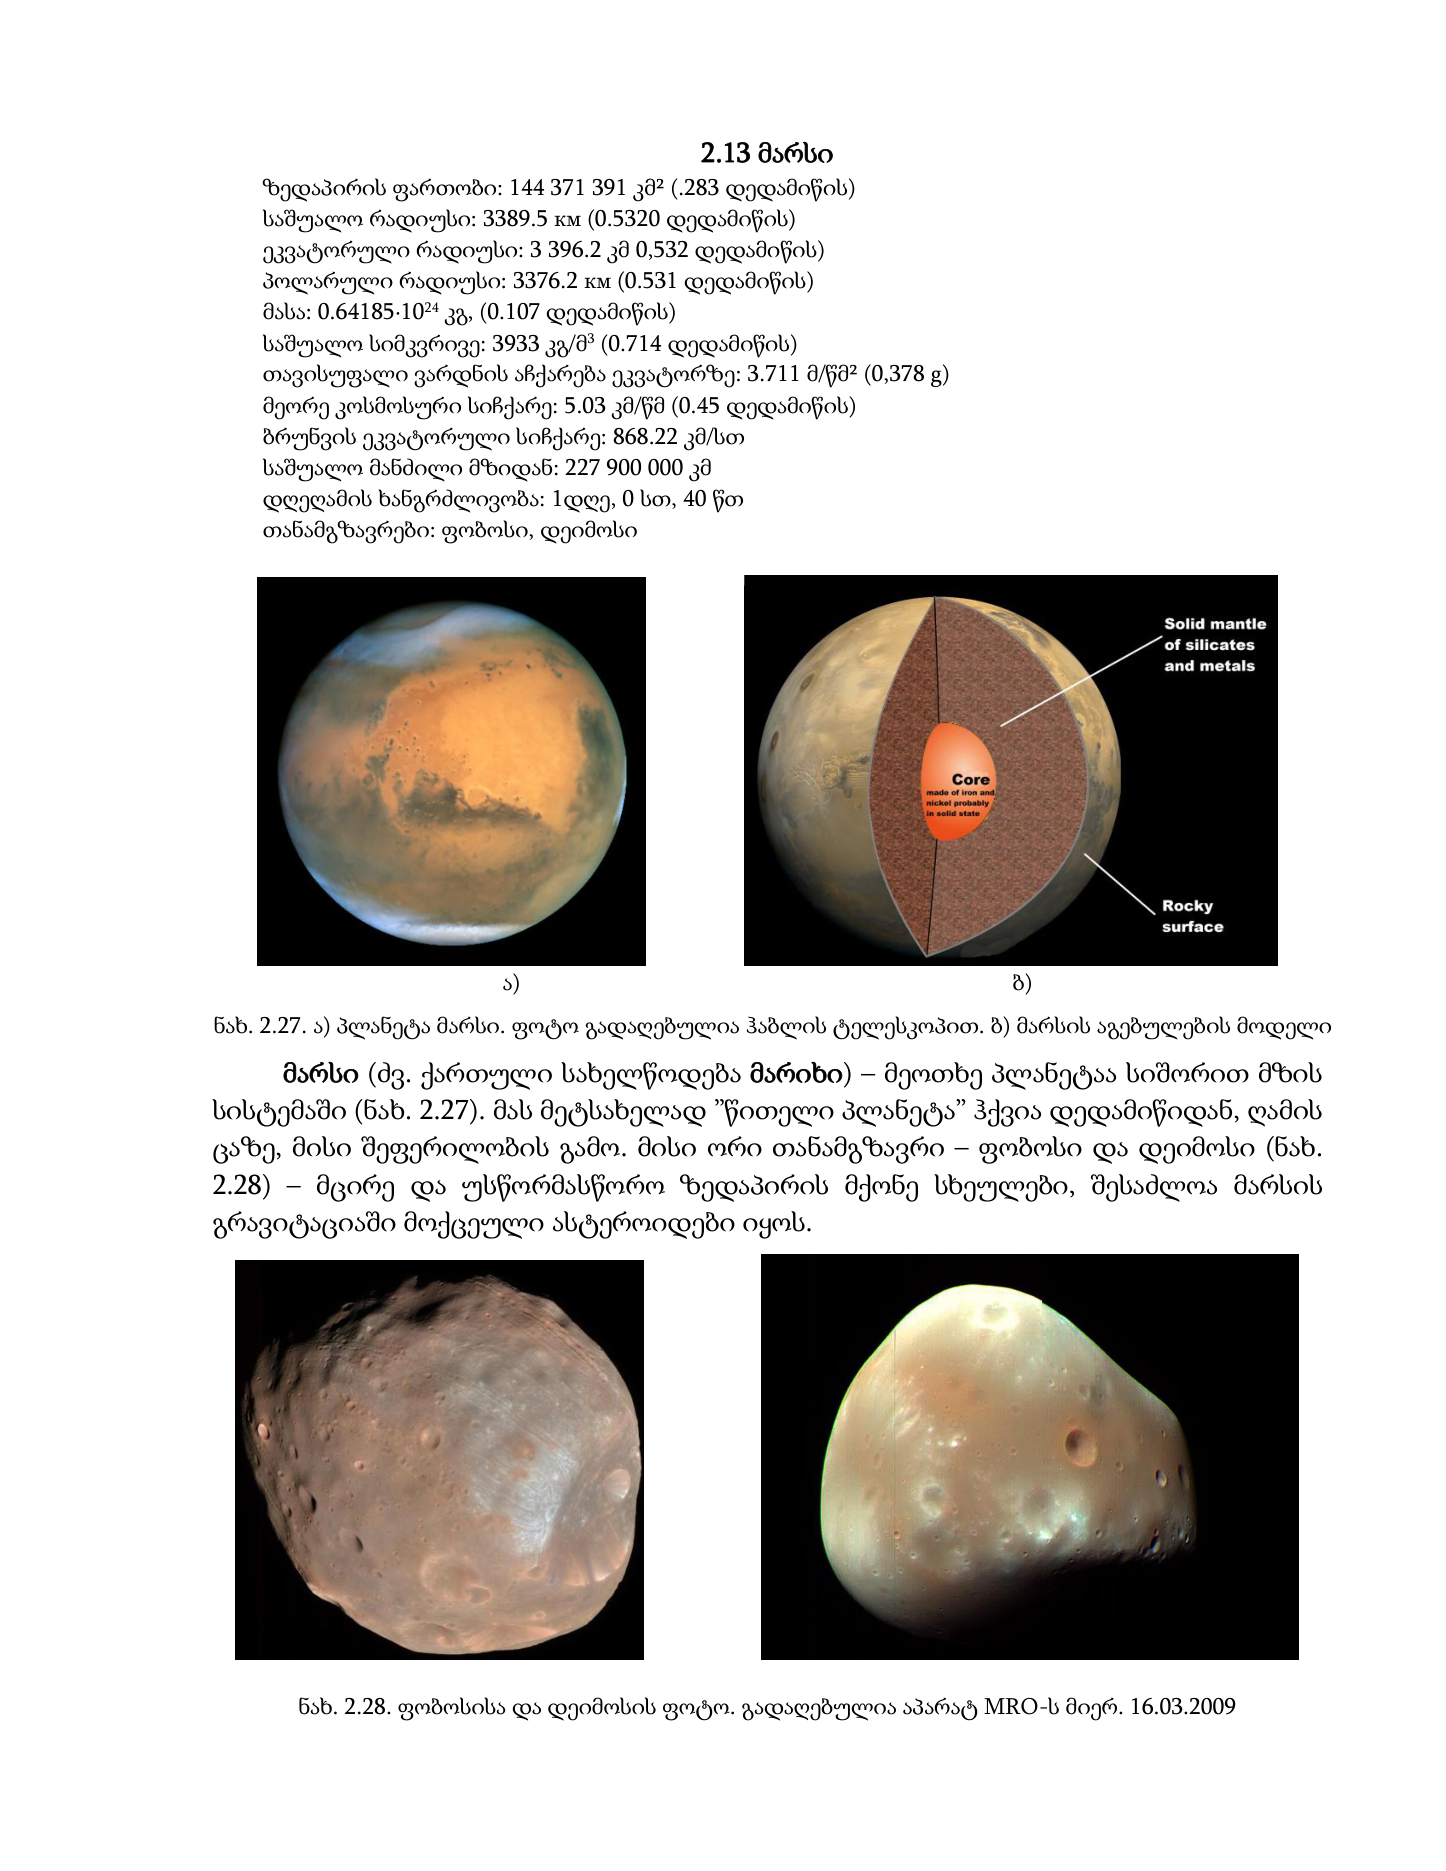 2.13 მარსი
ზედაპირის ფართობი: 144 371 391 კმ² (.283 დედამიწის)
საშუალო რადიუსი: 3389.5 км (0.5320 დედამიწის)
ეკვატორული რადიუსი: 3 396.2 კმ 0,532 დედამიწის)
პოლარული რადიუსი: 3376.2 км (0.531 დედამიწის)
მასა: 0.64185·10²⁴ კგ, (0.107 დედამიწის)
საშუალო სიმკვრივე: 3933 კგ/მ³ (0.714 დედამიწის)
თავისუფალი ვარდნის აჩქარება ეკვატორზე: 3.711 მ/წმ² (0,378 g)
მეორე კოსმოსური სიჩქარე: 5.03 კმ/წმ (0.45 დედამიწის)
ბრუნვის ეკვატორული სიჩქარე: 868.22 კმ/სთ
საშუალო მანძილი მზიდან: 227 900 000 კმ
დღეღამის ხანგრძლივობა: 1დღე, 0 სთ, 40 წთ
თანამგზავრები: ფობოსი, დეიმოსი
Solid mantle
of silicates
and metals
Core
made of iron and
nickel probably
in solid state
Rocky
surface
ა)
ბ)
ნახ. 2.27. ა) პლანეტა მარსი. ფოტო გადაღებულია ჰაბლის ტელესკოპით. ბ) მარსის აგებულების მოდელი
მარსი (ძვ. ქართული სახელწოდება მარიხი) – მეოთხე პლანეტაა სიშორით მზის
სისტემაში (ნახ. 2.27). მას მეტსახელად ”წითელი პლანეტა” ჰქვია დედამიწიდან, ღამის
ცაზე, მისი შეფერილობის გამო. მისი ორი თანამგზავრი – ფობოსი და დეიმოსი (ნახ.
2.28) – მცირე და უსწორმასწორო ზედაპირის მქონე სხეულები, შესაძლოა მარსის
გრავიტაციაში მოქცეული ასტეროიდები იყოს.
ნახ. 2.28. ფობოსისა და დეიმოსის ფოტო. გადაღებულია აპარატ MRO-ს მიერ. 16.03.2009